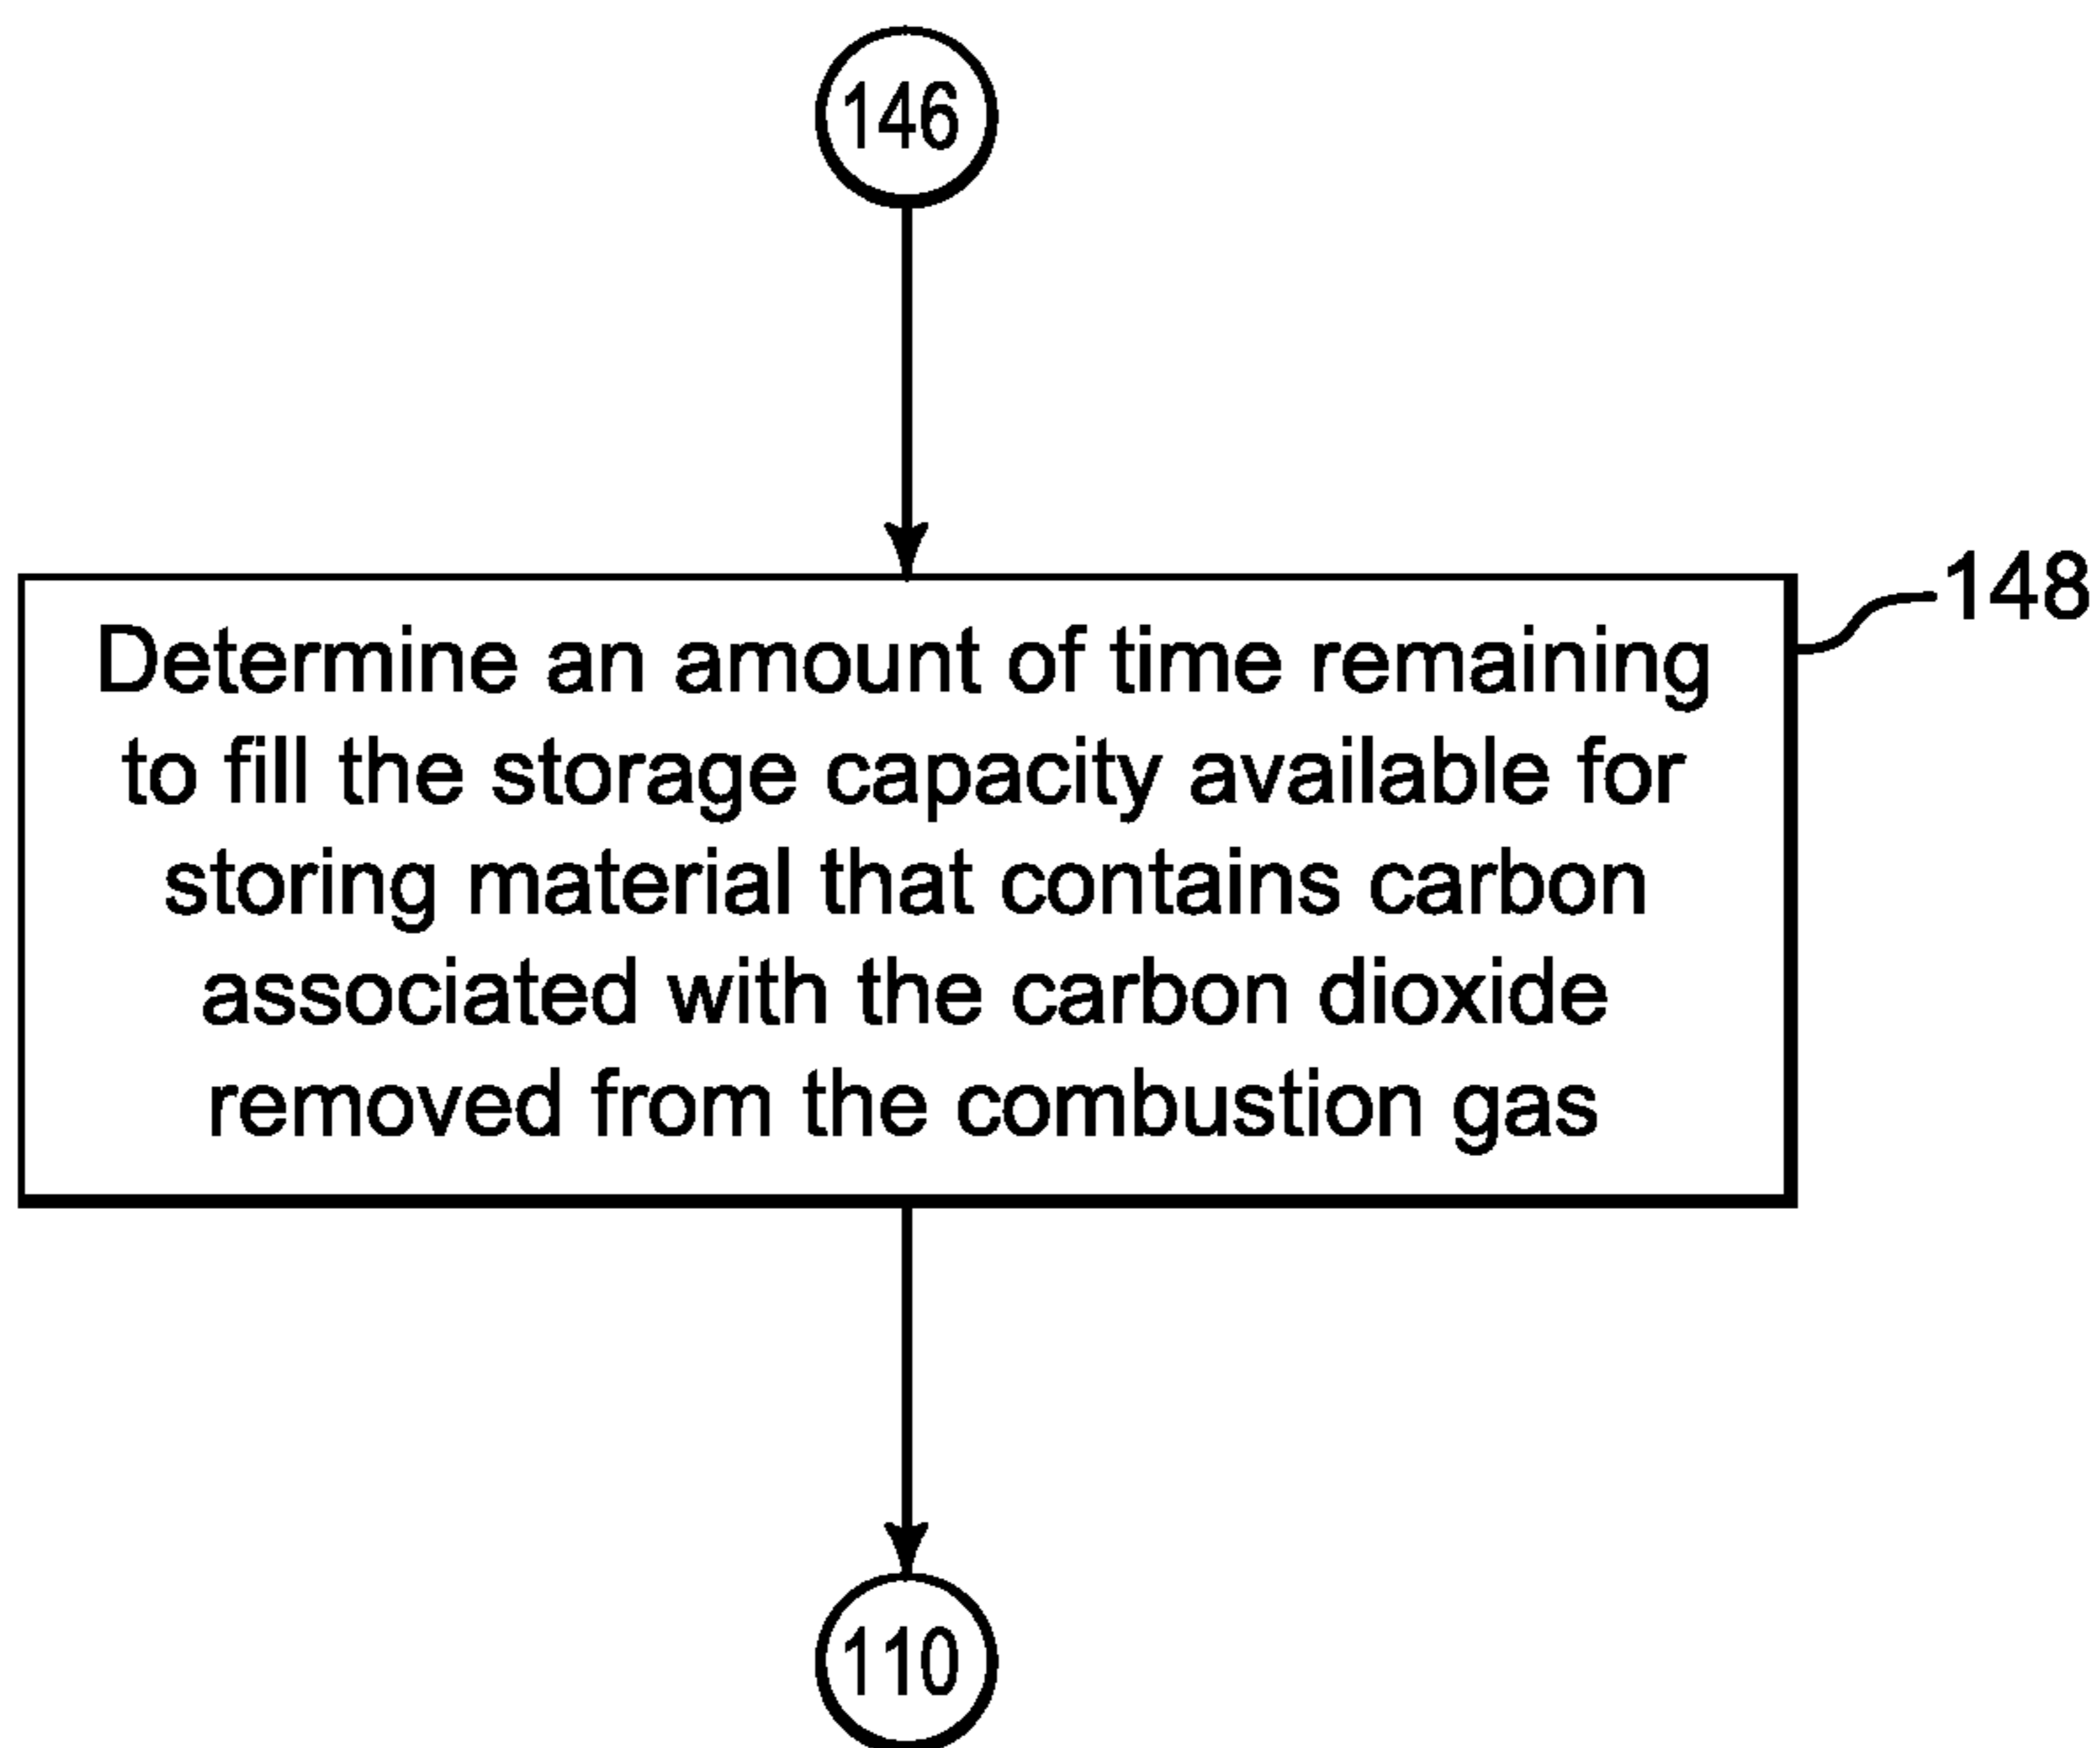 146
148
Determine an amount of time remaining
to fill the storage capacity available for
storing material that contains carbon
associated with the carbon dioxide
removed from the combustion gas
110